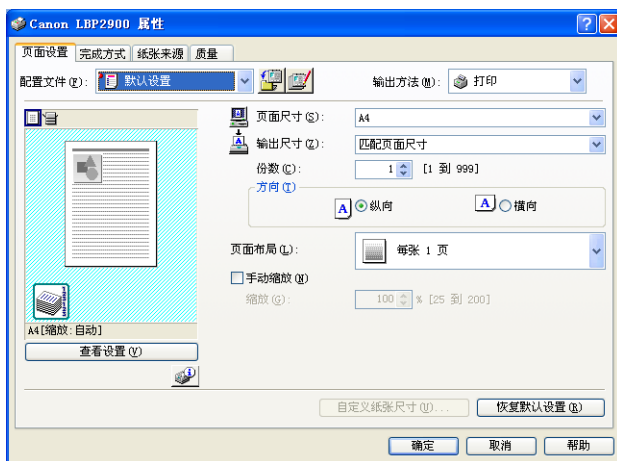 Canon LBP2900 属性
页面设置 完成方式 纸张来源 质量
配置文件(F): 默认设置 输出方法(M): 打印
页面尺寸(S): A4
输出尺寸(Z): 匹配页面尺寸
份数(C): 1 [1 到 999]
方向(T)
A 纵向 A 横向
页面布局(L): 每张 1 页
手动缩放(N)
缩放(G): 100 % [25 到 200]
A4[缩放:自动]
查看设置(V)
自定义纸张尺寸(U)... 恢复默认设置(R)
确定 取消 帮助